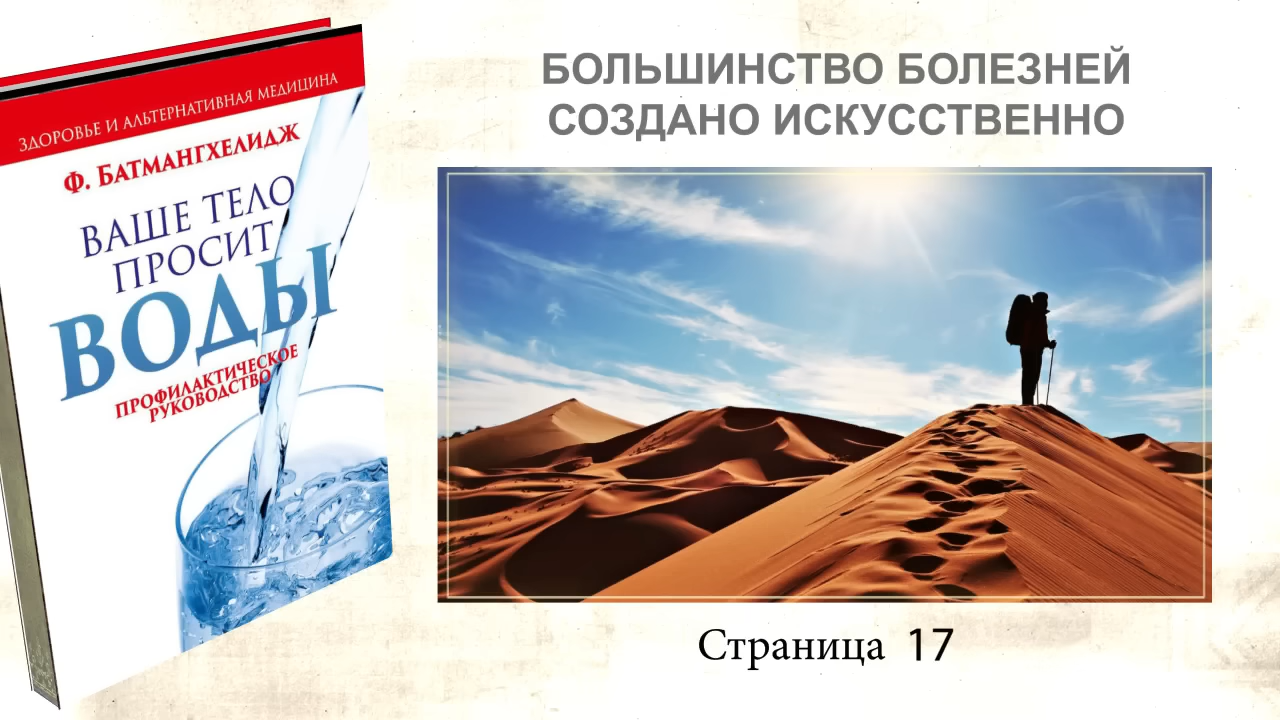 ЗДОРОВЬЕ И АЛЬТЕРНАТИВНАЯ МЕДИЦИНА
Ф. БАТМАНГХЕЛИДЖ
ВАШЕ ТЕЛО
ПРОСИТ
ВОДЫ
ПРОФИЛАКТИЧЕСКОЕ
РУКОВОДСТВО
БОЛЬШИНСТВО БОЛЕЗНЕЙ
СОЗДАНО ИСКУССТВЕННО
Страница 17